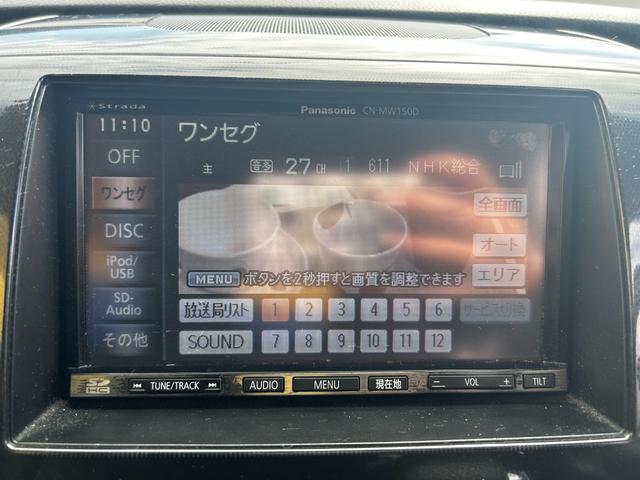 Strada Panasonic CN-MW150D
11:10 ワンセグ
OFF 主 音多 27CH 1 611 NHK総合
ワンセグ 全画面
DISC オート
iPod/USB MENU ボタンを2秒押すと画質を調整できます エリア
SD-Audio 放送局リスト 1 2 3 4 5 6 サービス切換
その他 SOUND 7 8 9 10 11 12
SDHC TUNE/TRACK AUDIO MENU 現在地 － VOL ＋ TILT